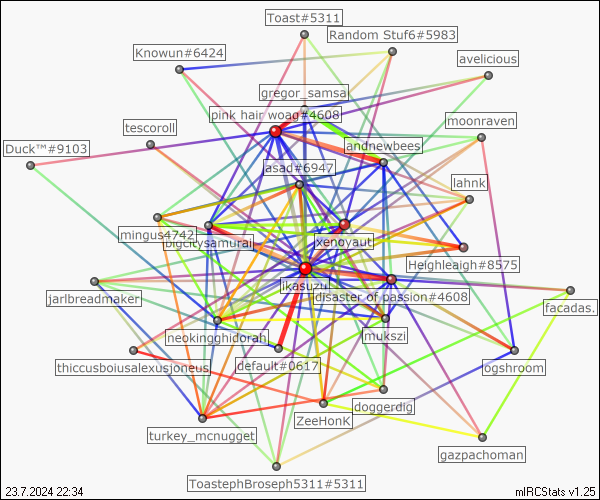 Toast#5311
Random Stuf6#5983
Knowun#6424
avelicious
gregor_samsa
pink hair woag#4608
moonraven
tescoroll
andnewbees
Duck™#9103
asad#6947
lahnk
mingus4742
bigcitysamurai
xenovaut
Heighleaigh#8575
ikasuzu
disaster of passion#4608
jarlbreadmaker
facadas.
neokingghidorah
mukszi
thiccusboiusalexusjoneus
default#0617
ogshroom
doggerdig
ZeeHonK
turkey_mcnugget
gazpachoman
ToastephBroseph5311#5311
23.7.2024 22:34
mIRCStats v1.25